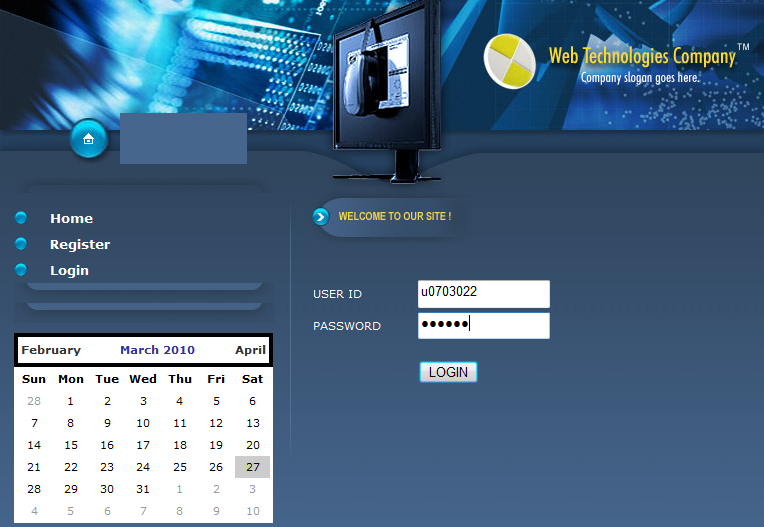 Web Technologies Company™
Company slogan goes here.
WELCOME TO OUR SITE !
Home
Register
Login
USER ID u0703022
PASSWORD ●●●●●●
LOGIN
February March 2010 April
Sun Mon Tue Wed Thu Fri Sat
28 1 2 3 4 5 6
7 8 9 10 11 12 13
14 15 16 17 18 19 20
21 22 23 24 25 26 27
28 29 30 31 1 2 3
4 5 6 7 8 9 10